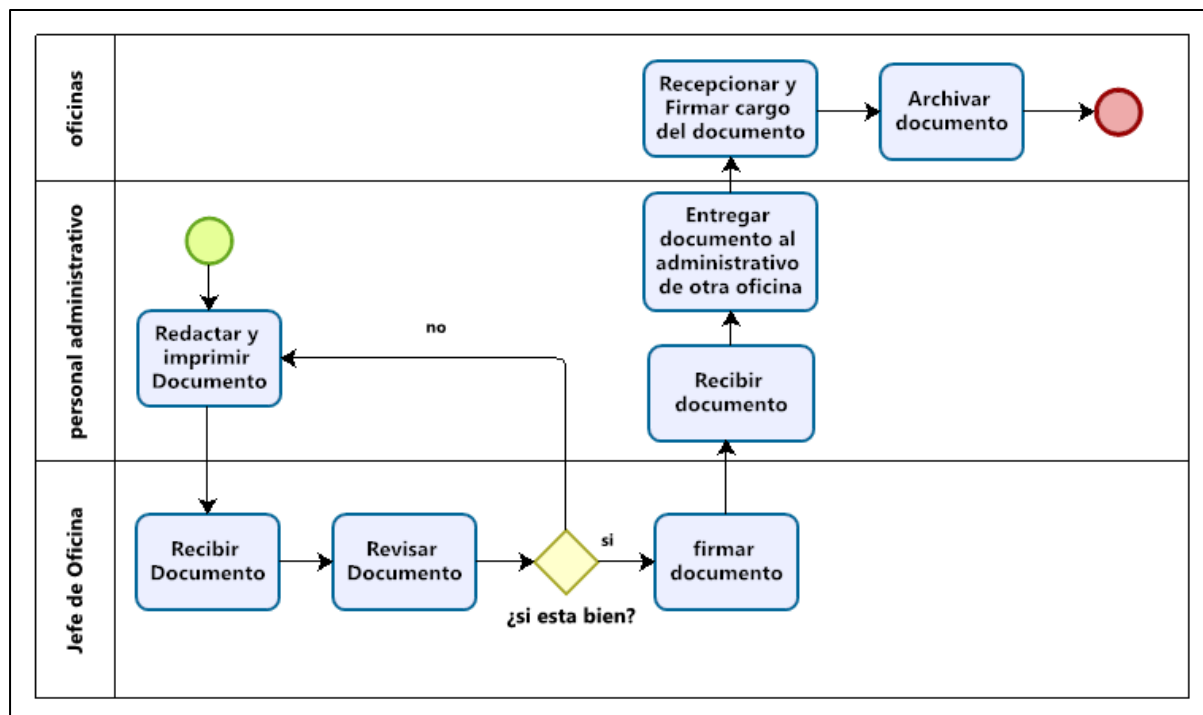 oficinas
Recepcionar y
Firmar cargo
del documento
Archivar
documento
personal administrativo
Entregar
documento al
administrativo
de otra oficina
Redactar y
imprimir
Documento
no
Recibir
documento
Jefe de Oficina
Recibir
Documento
Revisar
Documento
si
firmar
documento
¿si esta bien?